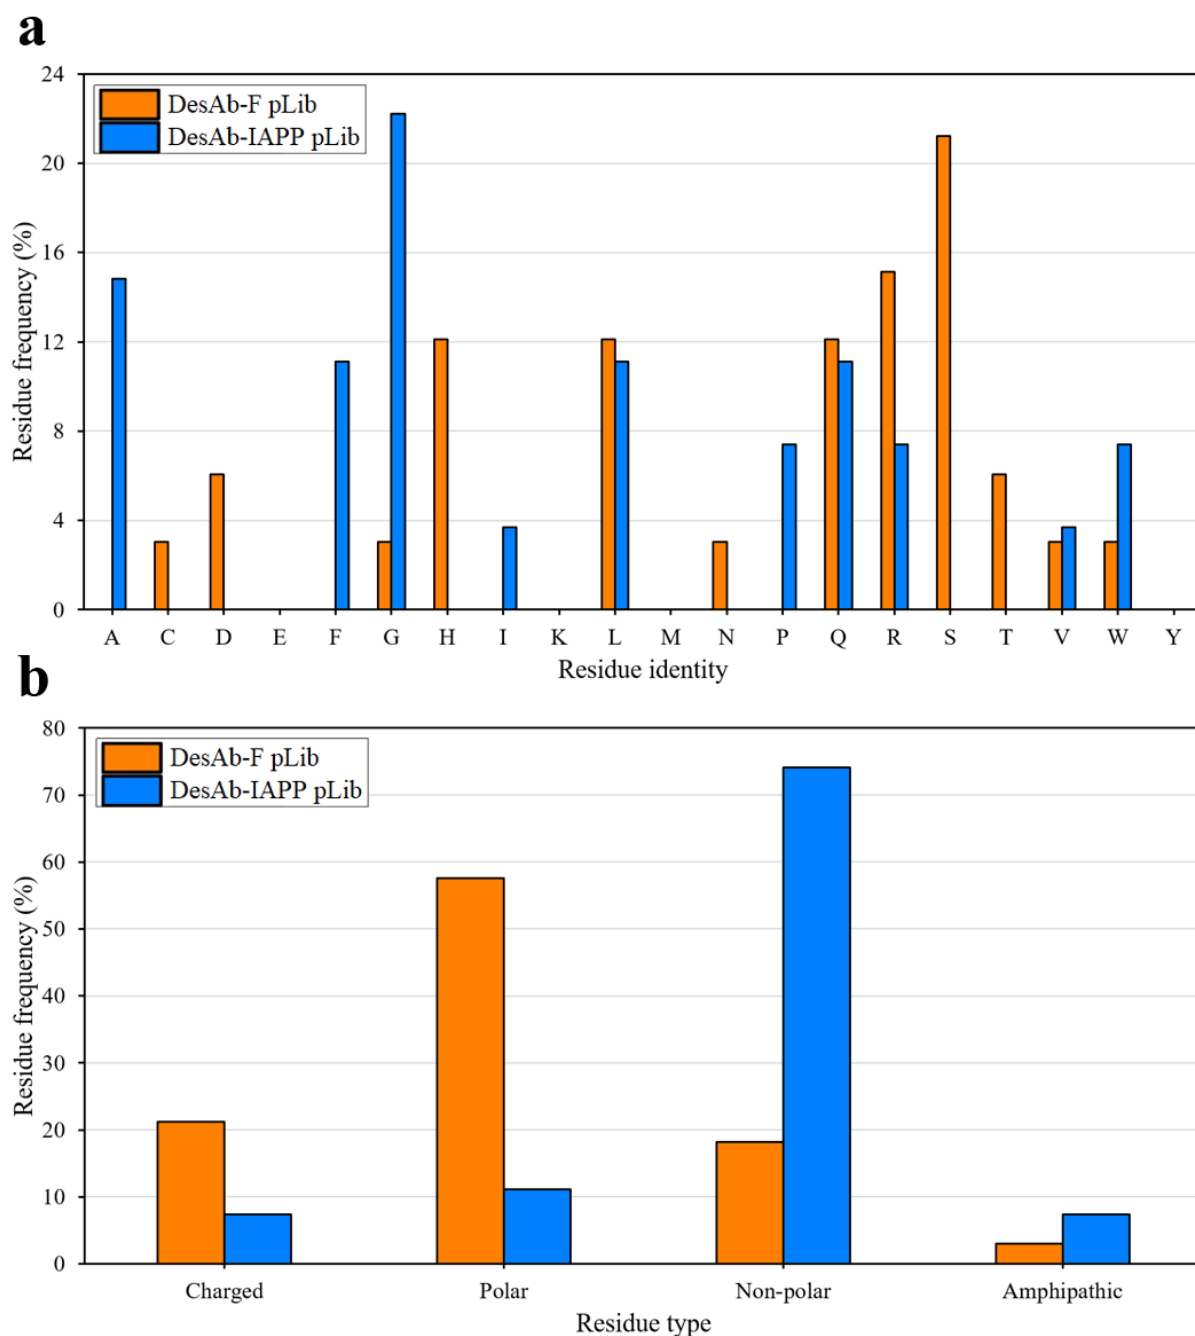 a
24
20
16
12
8
4
0
Residue frequency (%)
DesAb-F pLib
DesAb-IAPP pLib
A C D E F G H I K L M N P Q R S T V W Y
Residue identity
b
80
70
60
50
40
30
20
10
0
Residue frequency (%)
DesAb-F pLib
DesAb-IAPP pLib
Charged Polar Non-polar Amphipathic
Residue type